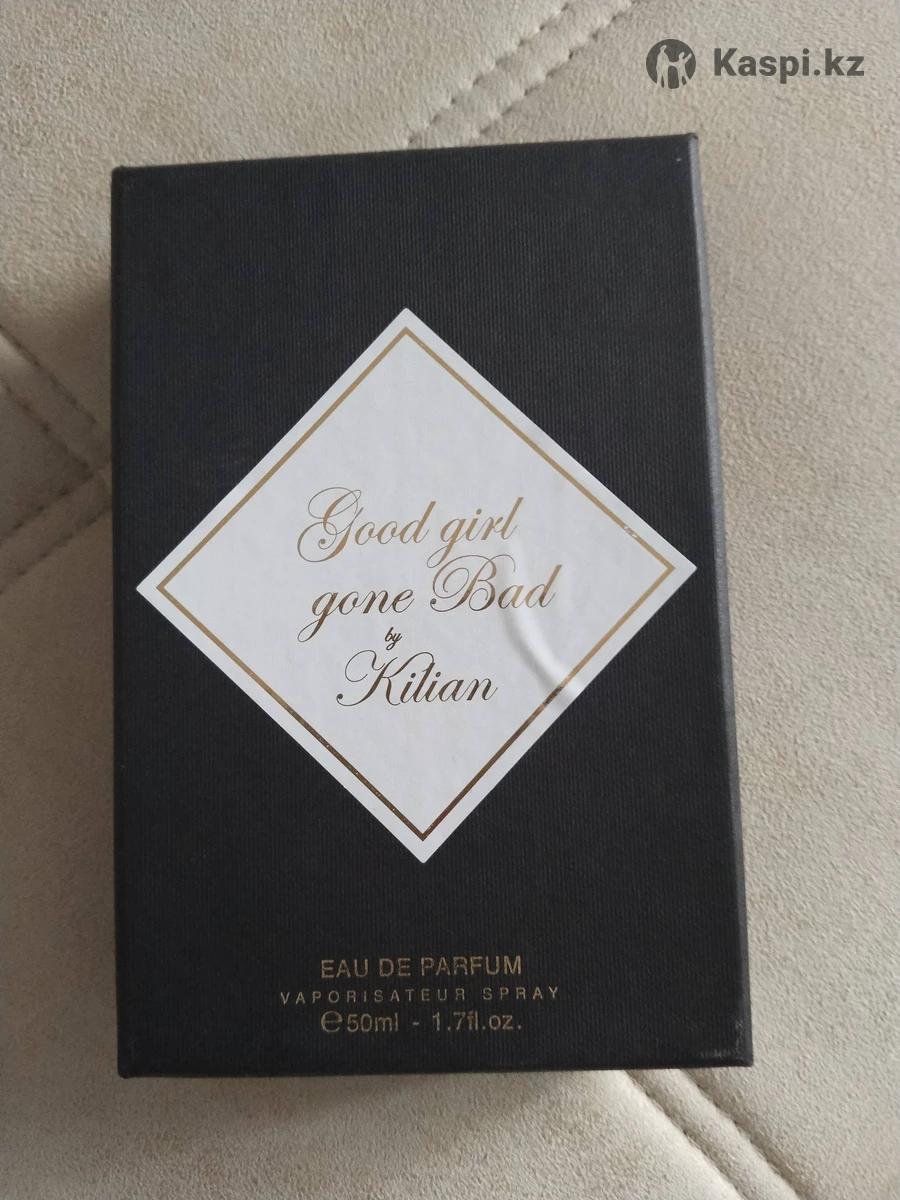 Kaspi.kz
Good girl
gone Bad
by
Kilian
EAU DE PARFUM
VAPORISATEUR SPRAY
℮50ml - 1.7fl.oz.